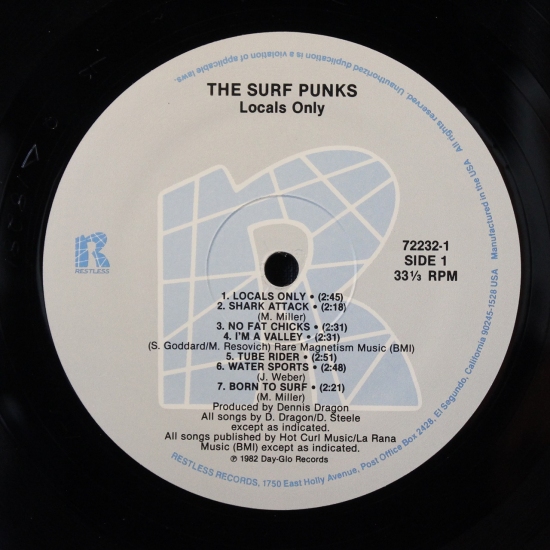 THE SURF PUNKS
Locals Only
RESTLESS
72232-1
SIDE 1
33⅓ RPM
1. LOCALS ONLY • (2:45)
2. SHARK ATTACK • (2:18)
(M. Miller)
3. NO FAT CHICKS • (2:31)
4. I'M A VALLEY • (2:31)
(S. Goddard/M. Resovich) Rare Magnetism Music (BMI)
5. TUBE RIDER • (2:51)
6. WATER SPORTS • (2:48)
(J. Weber)
7. BORN TO SURF • (2:21)
(M. Miller)
Produced by Dennis Dragon
All songs by D. Dragon/D. Steele
except as indicated.
All songs published by Hot Curl Music/La Rana
Music (BMI) except as indicated.
℗ 1982 Day-Glo Records
RESTLESS RECORDS, 1750 East Holly Avenue, Post Office Box 2428, El Segundo, California 90245-1528 USA Manufactured in the USA All rights reserved. Unauthorized duplication is a violation of applicable laws.